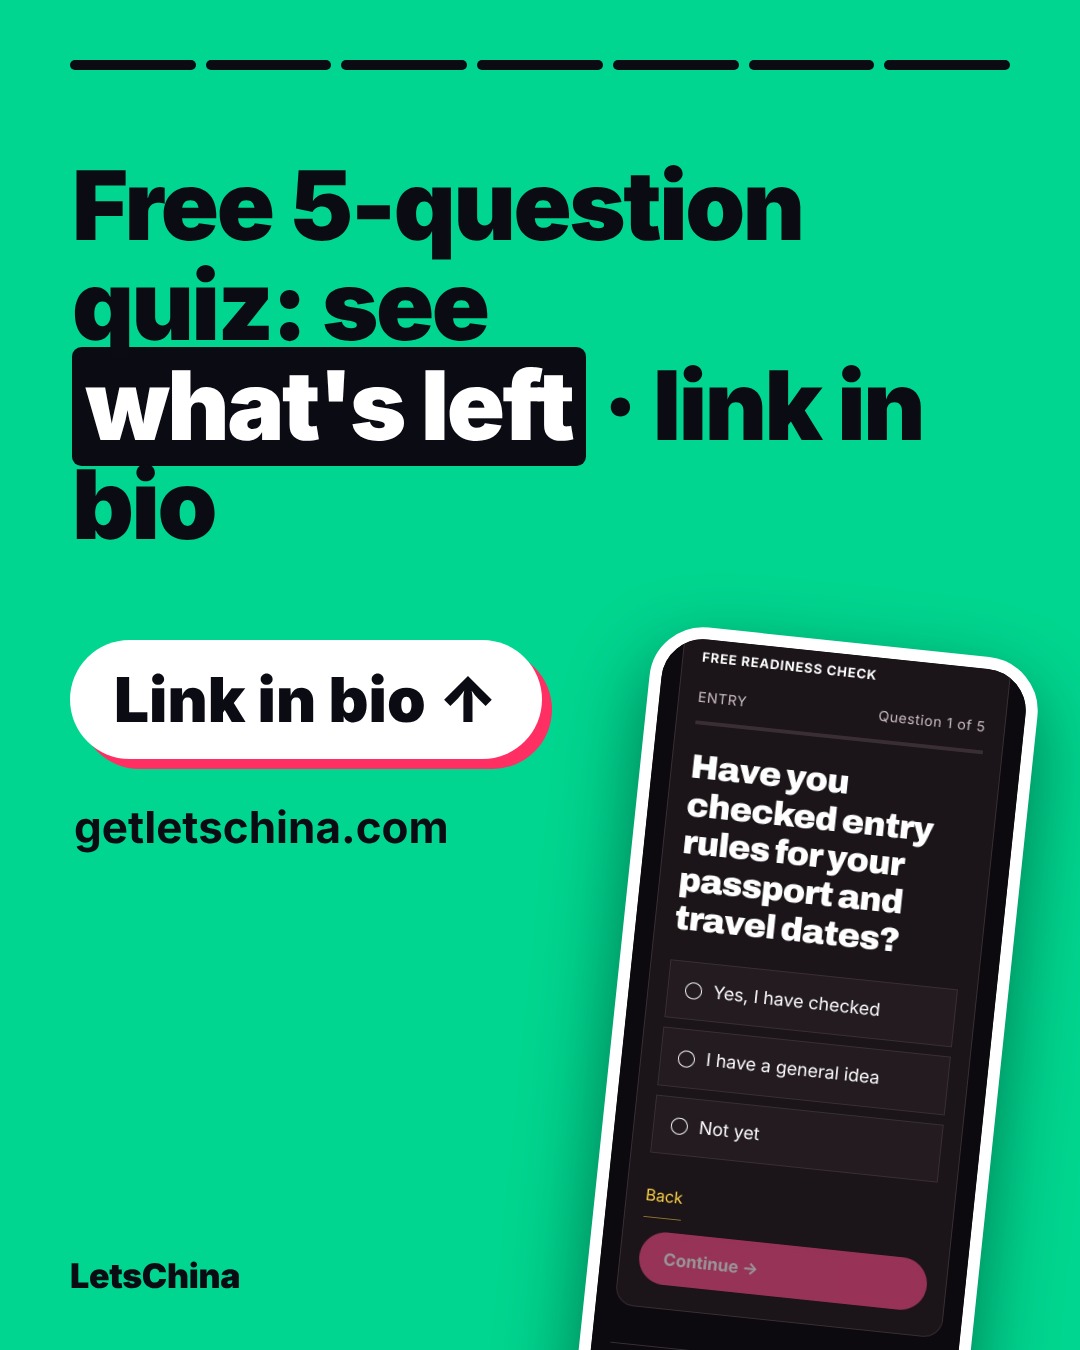 Free 5-question
quiz: see
what's left · link in
bio
Link in bio ↑
getletschina.com
FREE READINESS CHECK
ENTRY
Question 1 of 5
Have you
checked entry
rules for your
passport and
travel dates?
Yes, I have checked
I have a general idea
Not yet
Back
Continue →
LetsChina